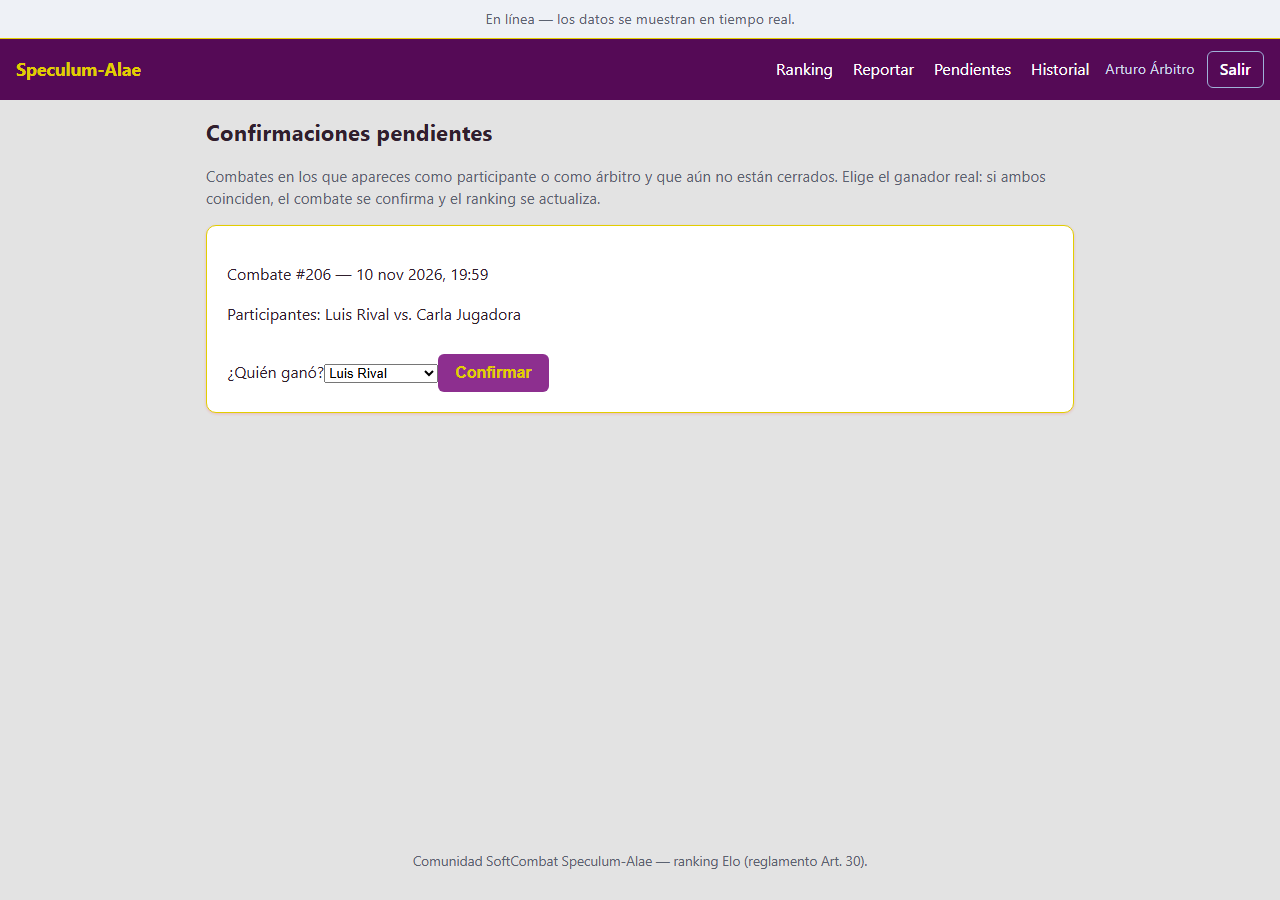 En línea — los datos se muestran en tiempo real.
Speculum-Alae
Ranking Reportar Pendientes Historial Arturo Árbitro Salir
Confirmaciones pendientes
Combates en los que apareces como participante o como árbitro y que aún no están cerrados. Elige el ganador real: si ambos
coinciden, el combate se confirma y el ranking se actualiza.
Combate #206 — 10 nov 2026, 19:59
Participantes: Luis Rival vs. Carla Jugadora
¿Quién ganó? Luis Rival Confirmar
Comunidad SoftCombat Speculum-Alae — ranking Elo (reglamento Art. 30).